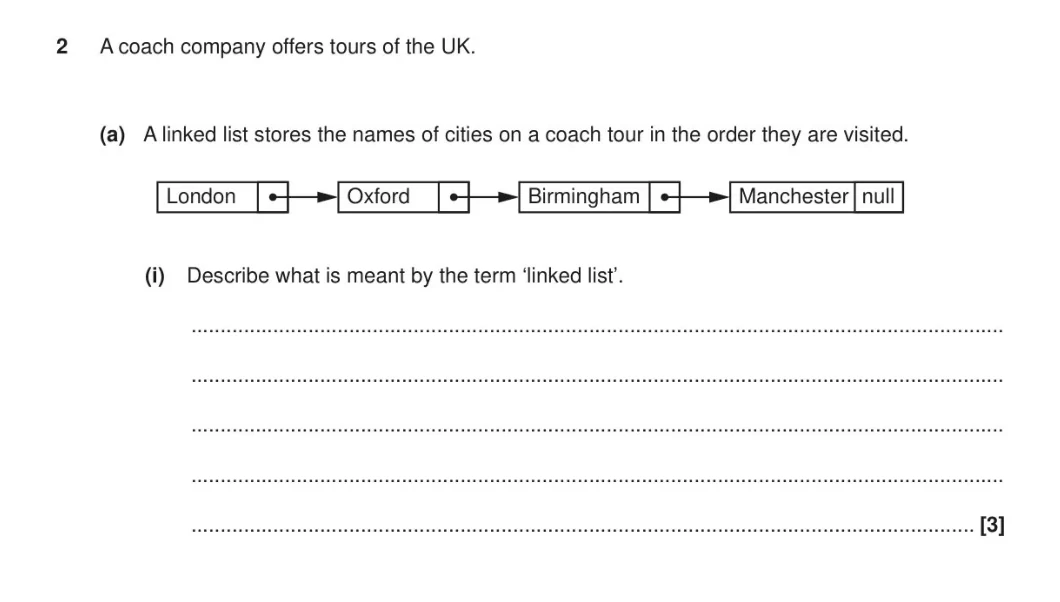 2 A coach company offers tours of the UK.
(a) A linked list stores the names of cities on a coach tour in the order they are visited.
London Oxford Birmingham Manchester null
(i) Describe what is meant by the term ‘linked list’.
[3]